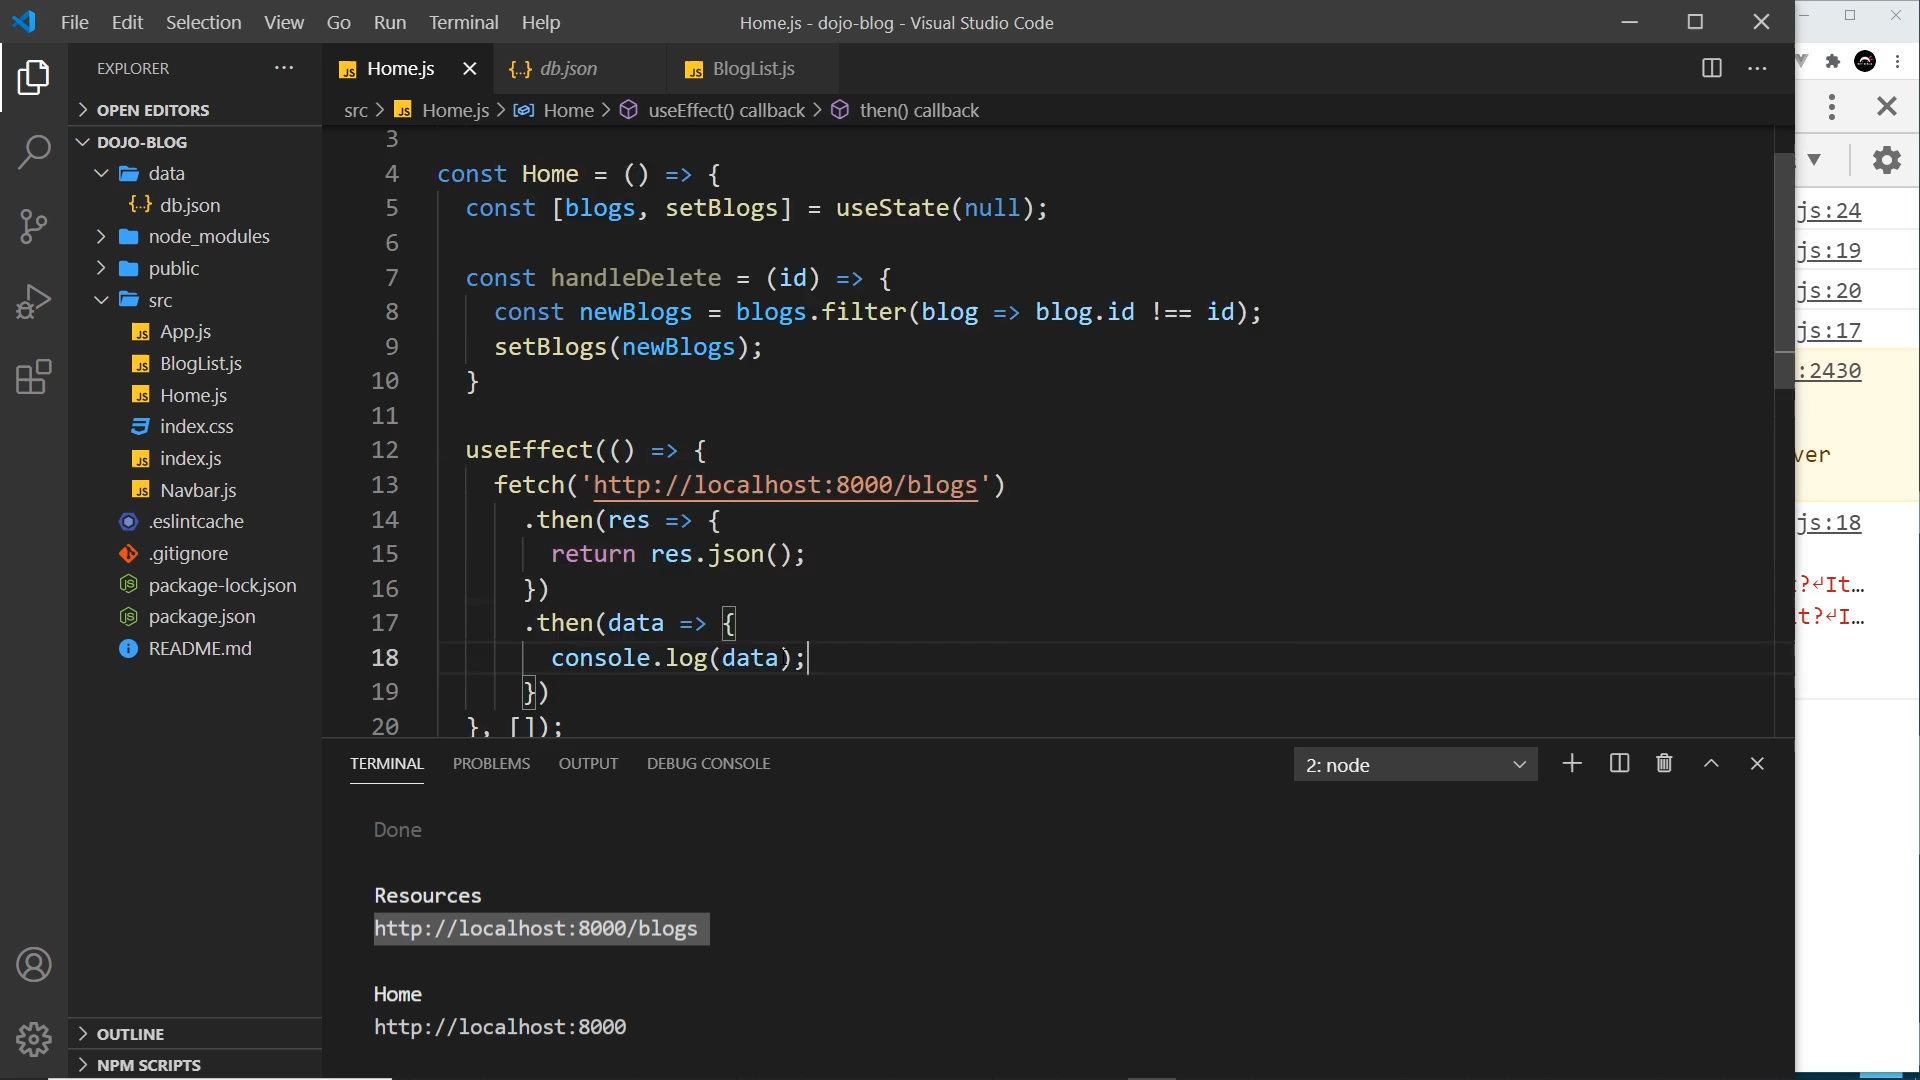 File Edit Selection View Go Run Terminal Help
Home.js - dojo-blog - Visual Studio Code
EXPLORER
OPEN EDITORS
DOJO-BLOG
data
db.json
node_modules
public
src
App.js
BlogList.js
Home.js
index.css
index.js
Navbar.js
.eslintcache
.gitignore
package-lock.json
package.json
README.md
OUTLINE
NPM SCRIPTS
Home.js db.json BlogList.js
src > Home.js > Home > useEffect() callback > then() callback
3
4 const Home = () => {
5 const [blogs, setBlogs] = useState(null);
6
7 const handleDelete = (id) => {
8 const newBlogs = blogs.filter(blog => blog.id !== id);
9 setBlogs(newBlogs);
10 }
11
12 useEffect(() => {
13 fetch('http://localhost:8000/blogs')
14 .then(res => {
15 return res.json();
16 })
17 .then(data => {
18 console.log(data);
19 })
20 }, []);
TERMINAL PROBLEMS OUTPUT DEBUG CONSOLE
2: node
Done
Resources
http://localhost:8000/blogs
Home
http://localhost:8000
js:24
js:19
js:20
js:17
:2430
ver
js:18
?↵It…
t?↵I…